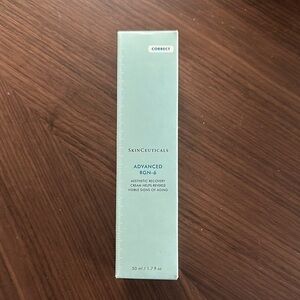 CORRECT
SKINCEUTICALS
ADVANCED
RGN-6
AESTHETIC RECOVERY
CREAM HELPS REVERSE
VISIBLE SIGNS OF AGING
50 ml / 1.7 fl oz